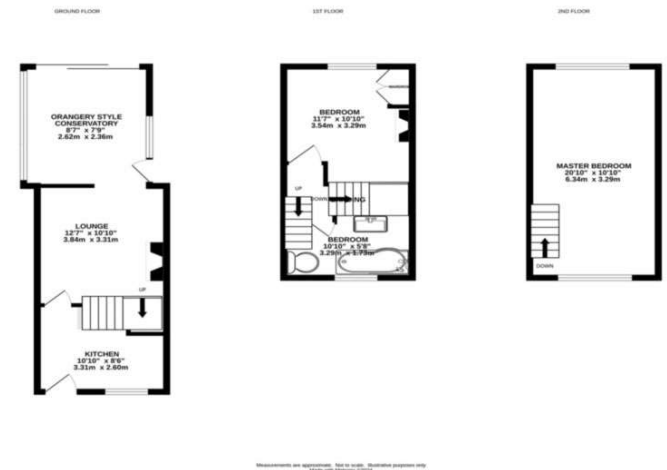 GROUND FLOOR
1ST FLOOR
2ND FLOOR
ORANGERY STYLE
CONSERVATORY
8'7" x 7'9"
2.62m x 2.36m
LOUNGE
12'7" x 10'10"
3.84m x 3.31m
UP
KITCHEN
10'10" x 8'6"
3.31m x 2.60m
BEDROOM
11'7" x 10'10"
3.54m x 3.29m
WARDROBE
UP
DOWN
BEDROOM
10'10" x 5'8"
3.29m x 1.73m
MASTER BEDROOM
20'10" x 10'10"
6.34m x 3.29m
DOWN
Measurements are approximate. Not to scale. Illustrative purposes only
Made with Metropix